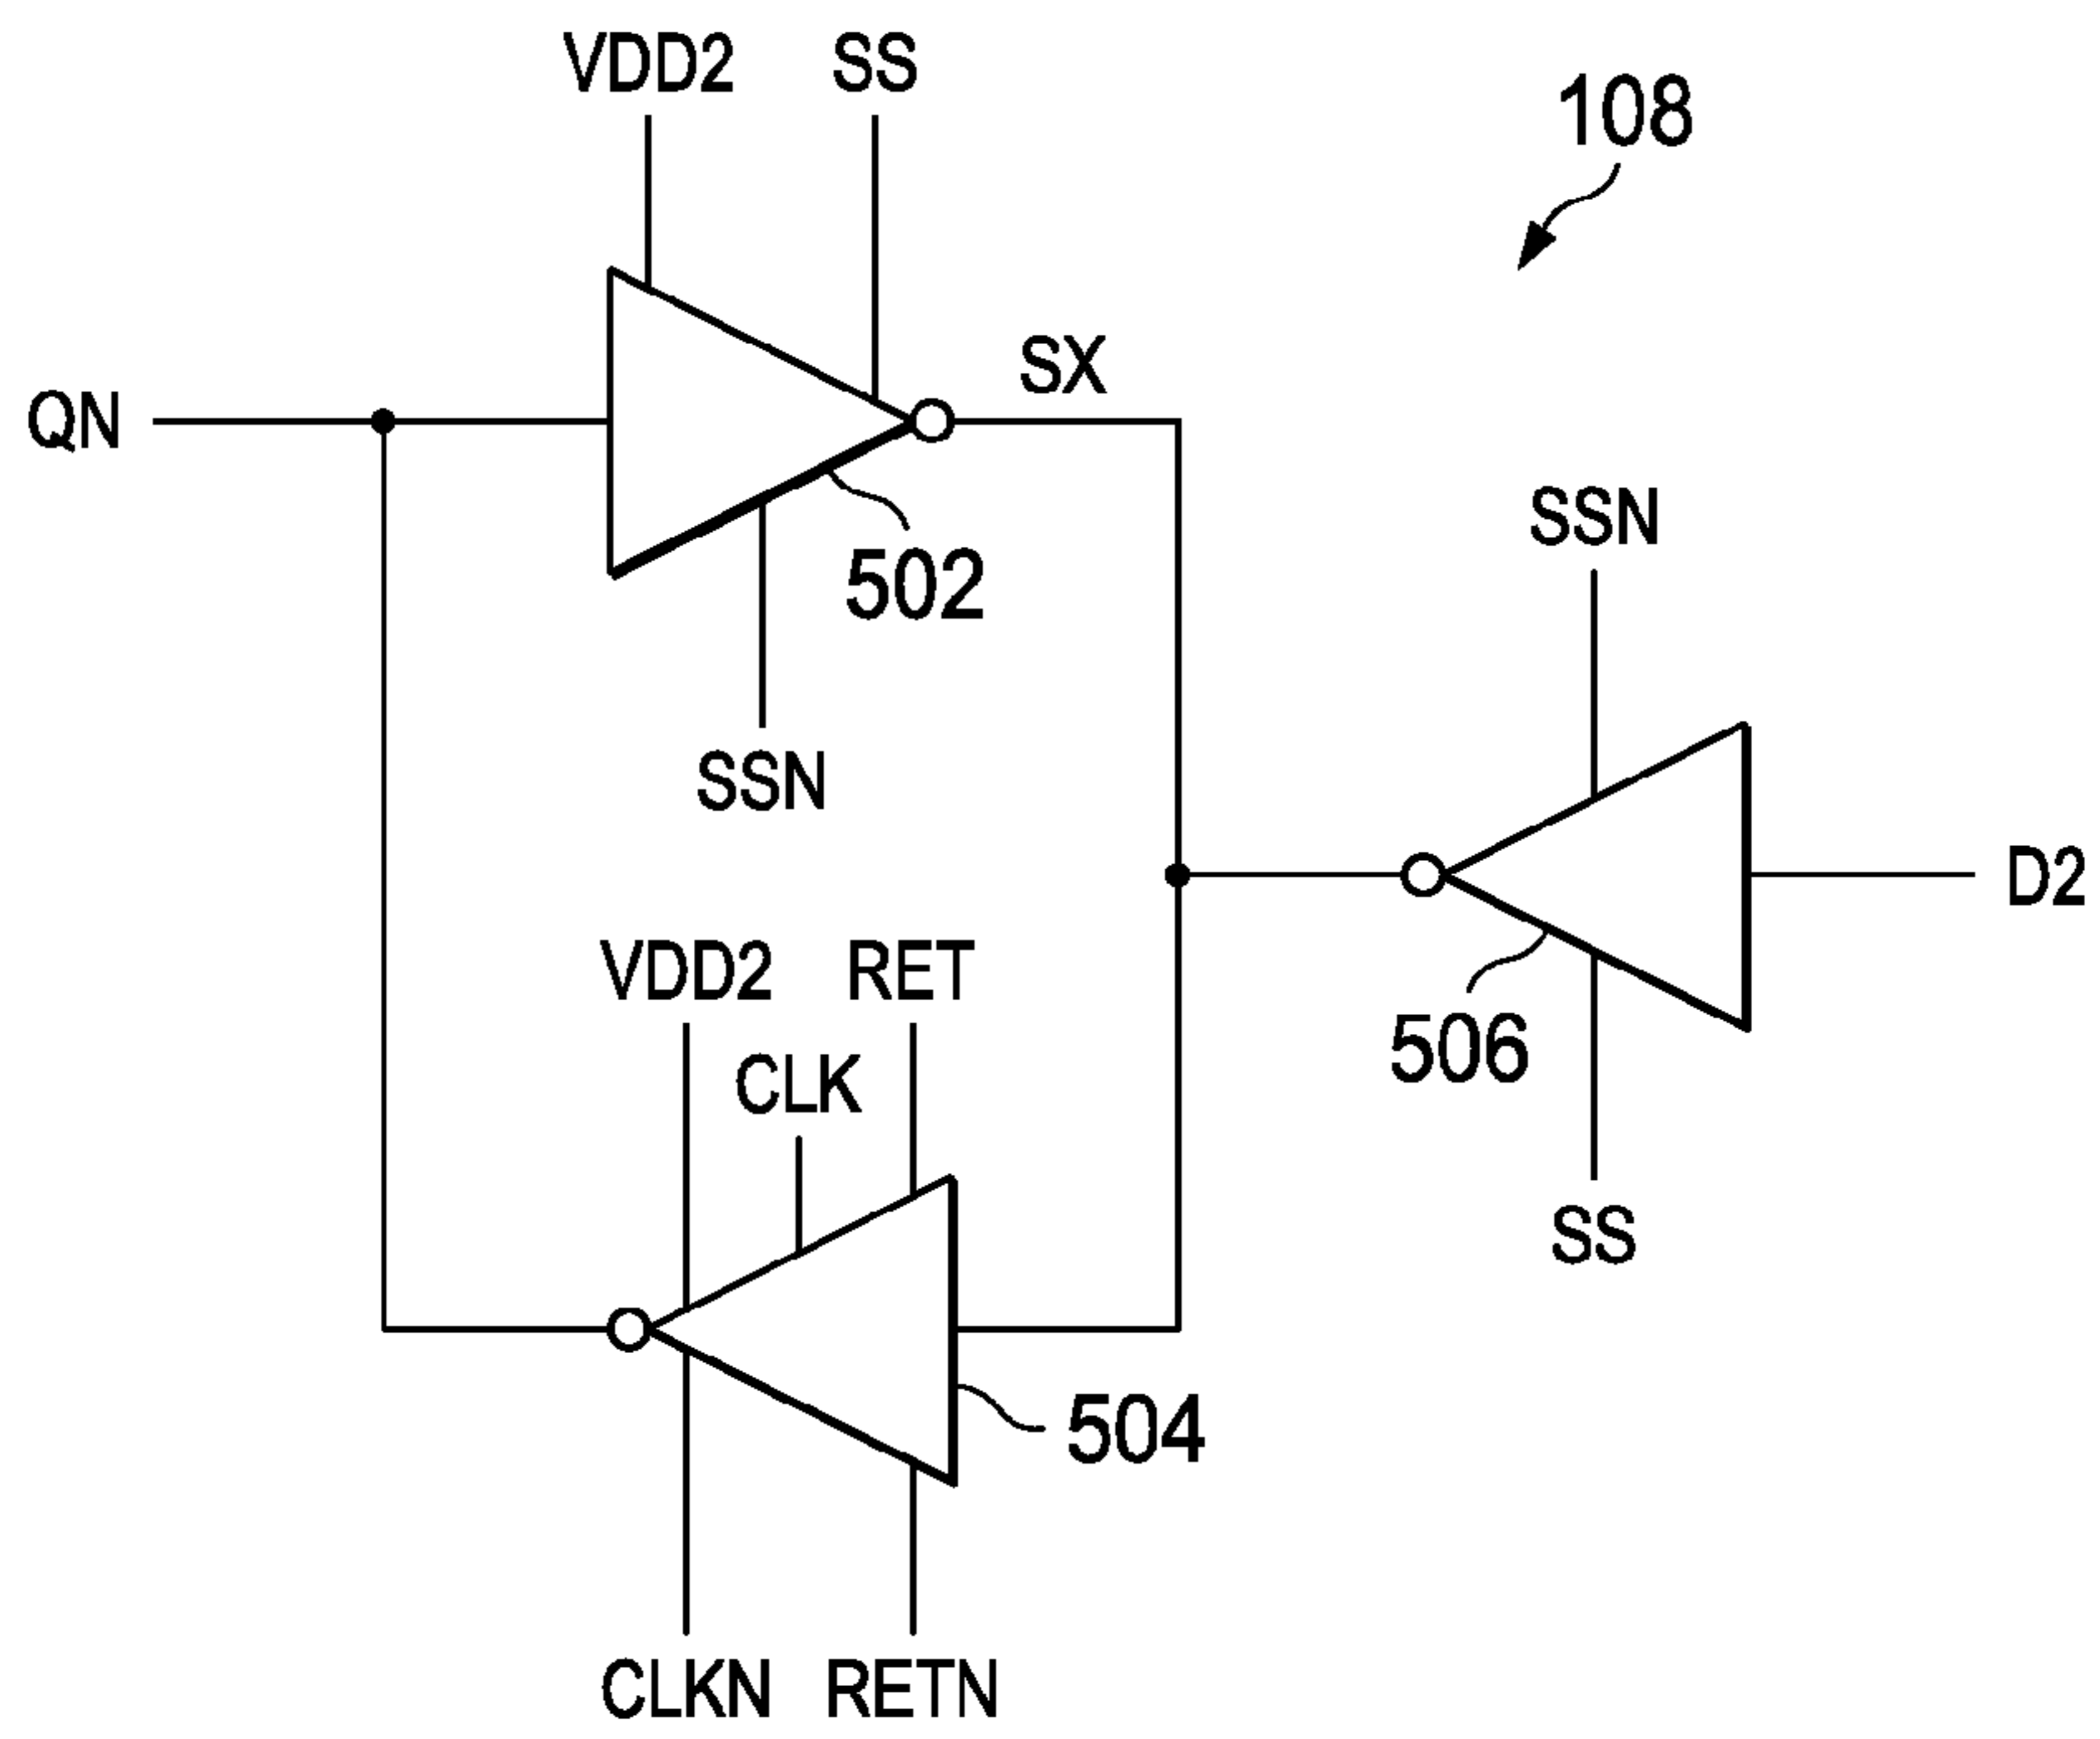 VDD2 SS
108
SX
QN
SSN
502
SSN
D2
VDD2 RET
506
CLK
SS
504
CLKN RETN